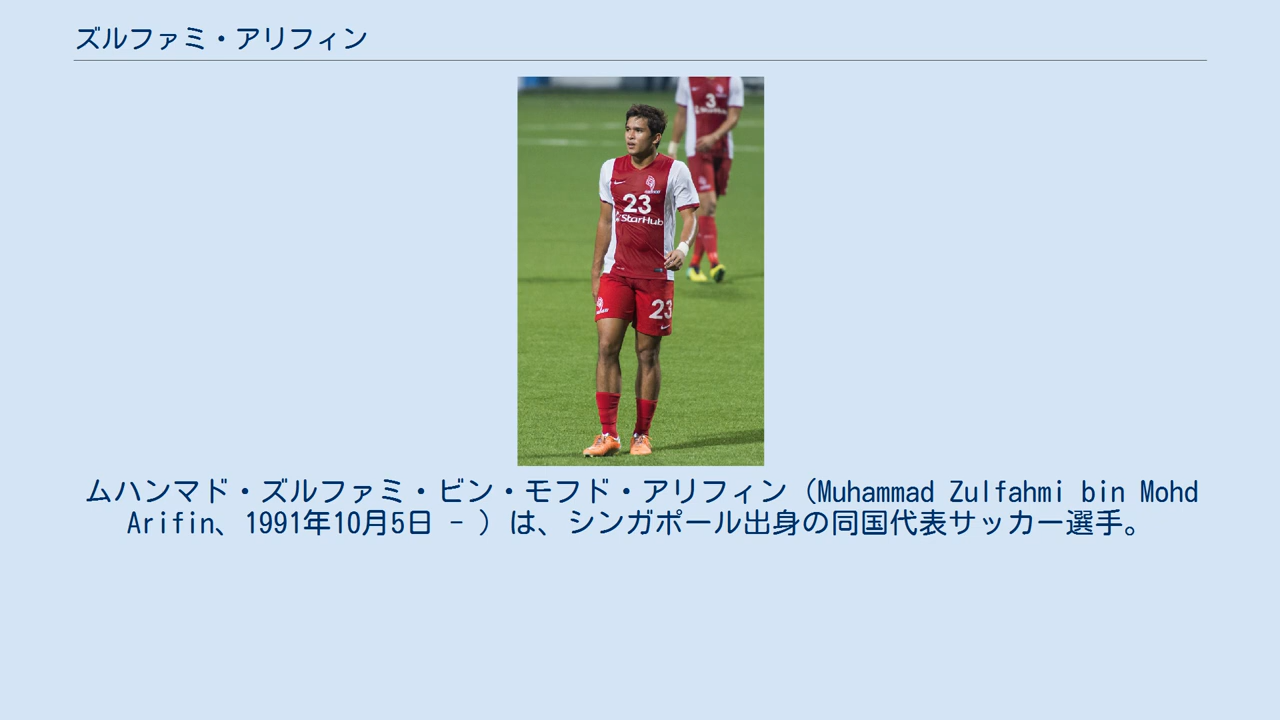 ズルファミ・アリフィン
3
StarHub
23
StarHub
23
ムハンマド・ズルファミ・ビン・モフド・アリフィン（Muhammad Zulfahmi bin Mohd
Arifin、1991年10月5日 - ）は、シンガポール出身の同国代表サッカー選手。